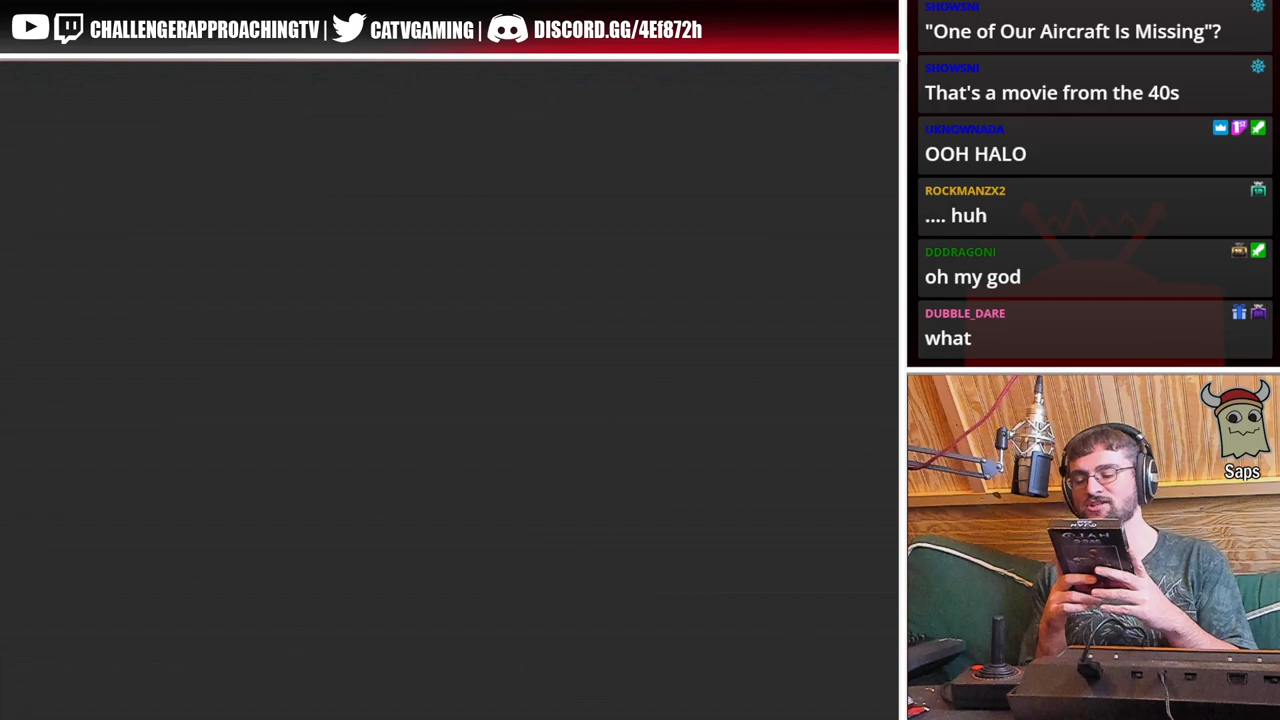 CHALLENGERAPPROACHINGTV | CATVGAMING | DISCORD.GG/4Ef872h
SHOWSNI
"One of Our Aircraft Is Missing"?
SHOWSNI
That's a movie from the 40s
UKNOWNADA
OOH HALO
ROCKMANZX2
.... huh
DDDRAGONI
oh my god
DUBBLE_DARE
what
Saps